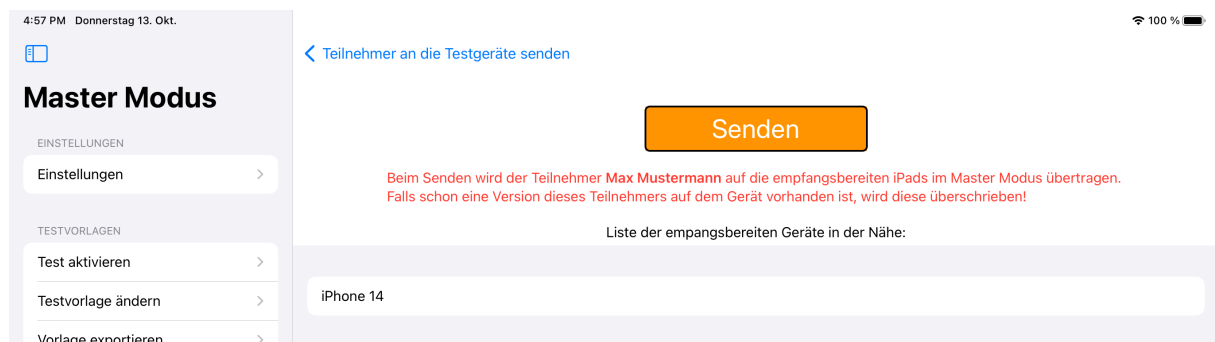 4:57 PM Donnerstag 13. Okt.
100 %
Teilnehmer an die Testgeräte senden
Master Modus
Senden
EINSTELLUNGEN
Einstellungen
Beim Senden wird der Teilnehmer Max Mustermann auf die empfangsbereiten iPads im Master Modus übertragen.
Falls schon eine Version dieses Teilnehmers auf dem Gerät vorhanden ist, wird diese überschrieben!
TESTVORLAGEN
Liste der empangsbereiten Geräte in der Nähe:
Test aktivieren
Testvorlage ändern
iPhone 14
Vorlage exportieren